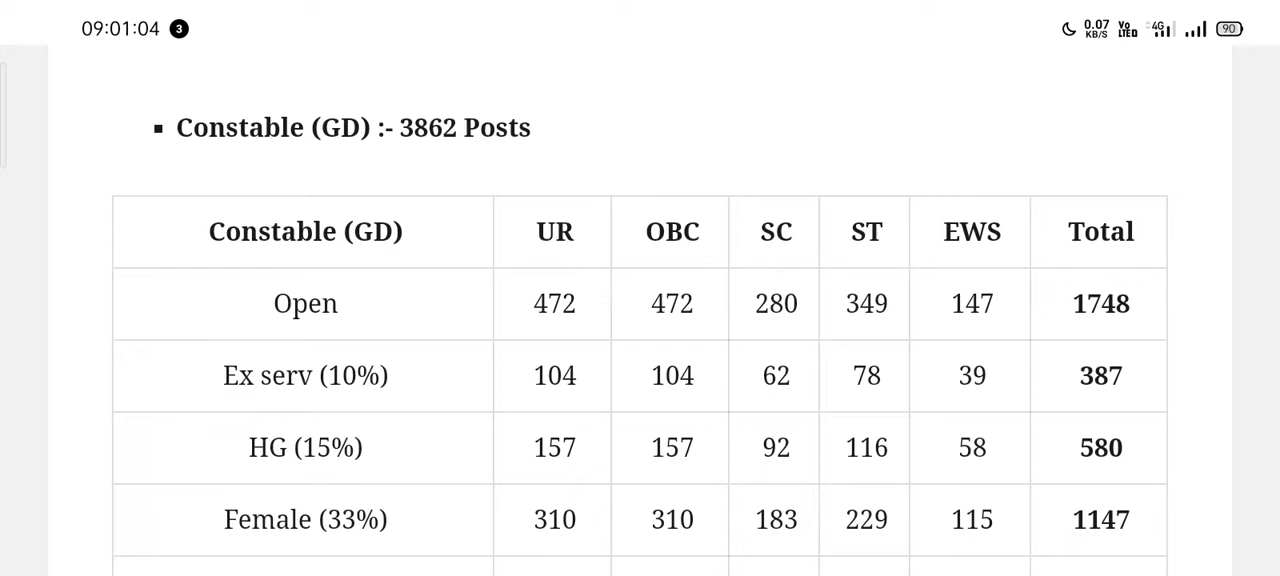 09:01:04 3 0.07 KB/S Vo LTED 4G 90
▪ Constable (GD) :- 3862 Posts
Constable (GD) UR OBC SC ST EWS Total
Open 472 472 280 349 147 1748
Ex serv (10%) 104 104 62 78 39 387
HG (15%) 157 157 92 116 58 580
Female (33%) 310 310 183 229 115 1147